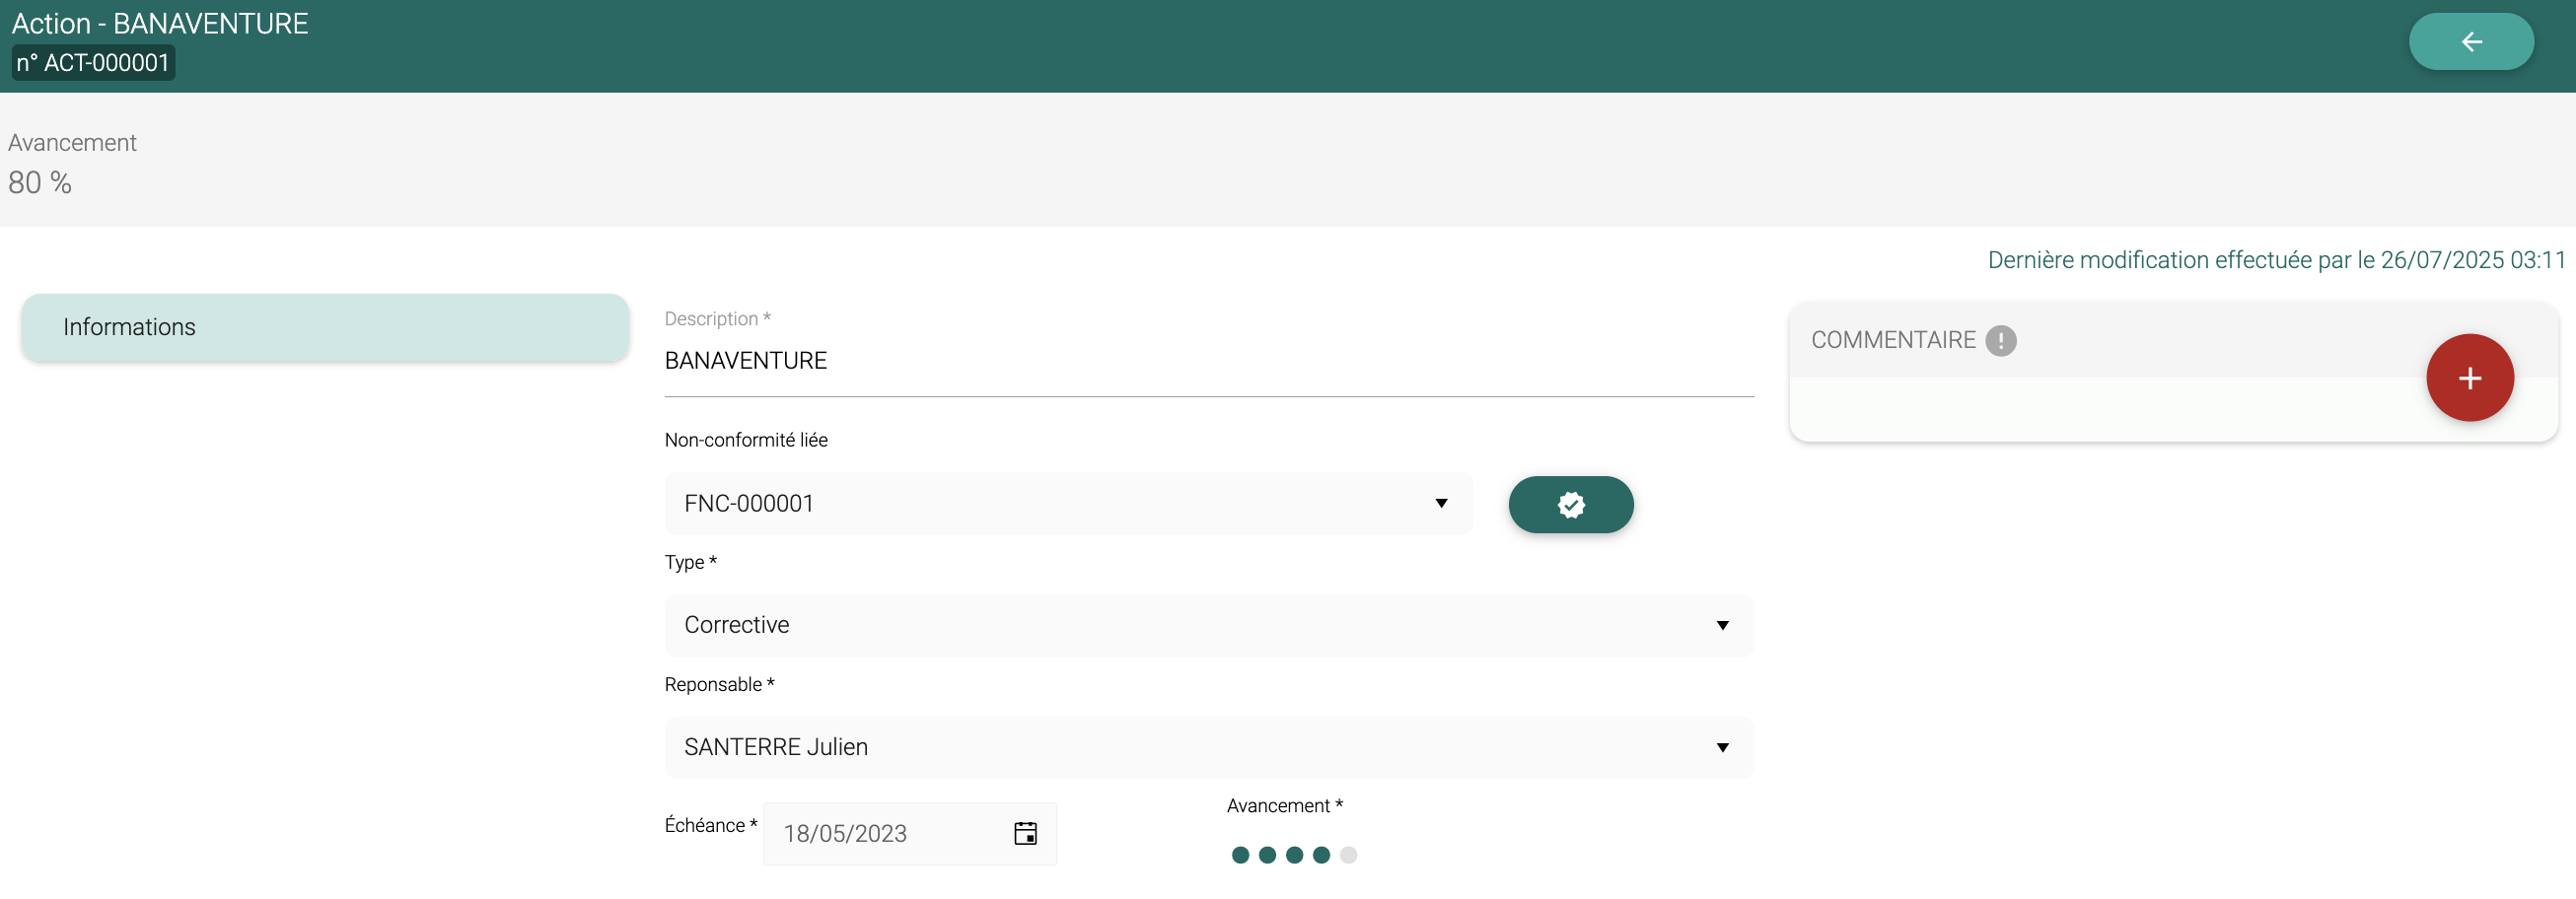 Action - BANAVENTURE
n° ACT-000001
Avancement
80 %
Dernière modification effectuée par le 26/07/2025 03:11
Informations
Description *
BANAVENTURE
Non-conformité liée
FNC-000001
Type *
Corrective
Reponsable *
SANTERRE Julien
Échéance *
18/05/2023
Avancement *
COMMENTAIRE